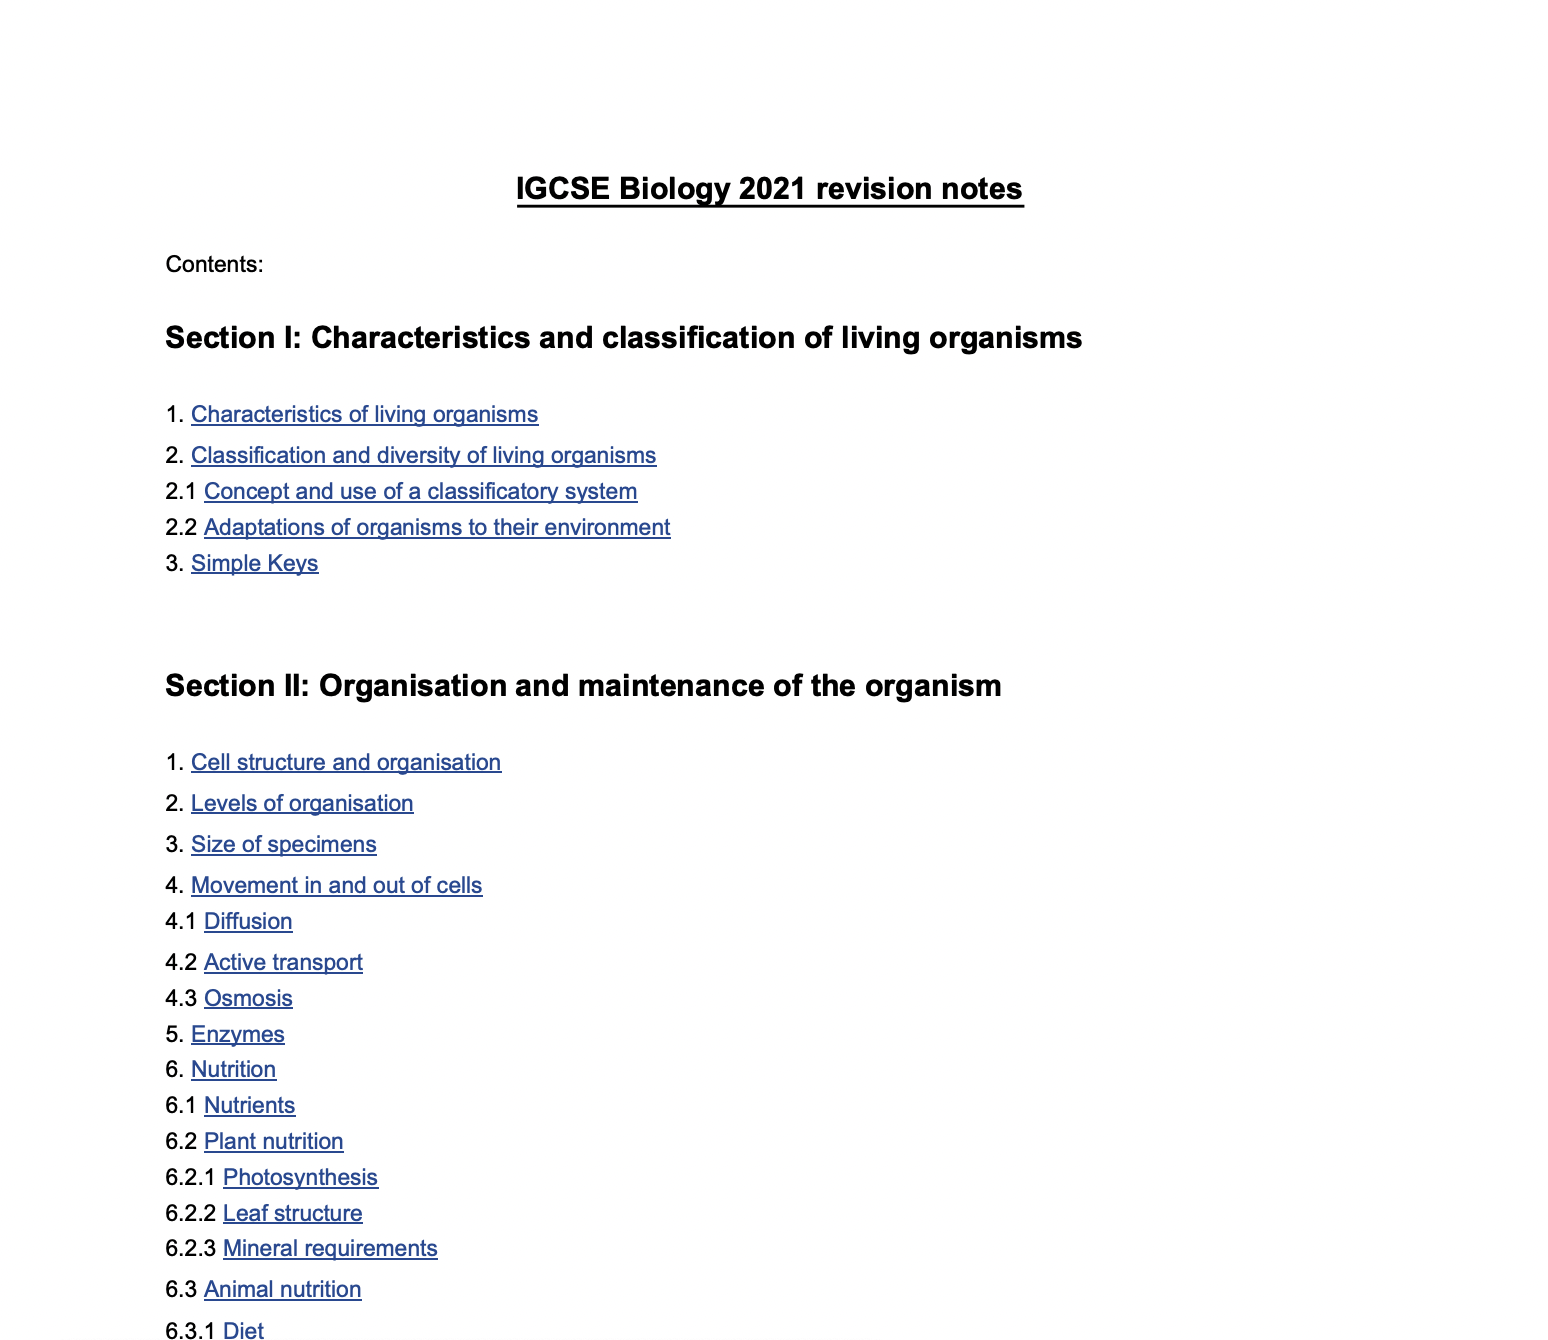 IGCSE Biology 2021 revision notes
Contents:
Section I: Characteristics and classification of living organisms
1. Characteristics of living organisms
2. Classification and diversity of living organisms
2.1 Concept and use of a classificatory system
2.2 Adaptations of organisms to their environment
3. Simple Keys
Section II: Organisation and maintenance of the organism
1. Cell structure and organisation
2. Levels of organisation
3. Size of specimens
4. Movement in and out of cells
4.1 Diffusion
4.2 Active transport
4.3 Osmosis
5. Enzymes
6. Nutrition
6.1 Nutrients
6.2 Plant nutrition
6.2.1 Photosynthesis
6.2.2 Leaf structure
6.2.3 Mineral requirements
6.3 Animal nutrition
6.3.1 Diet